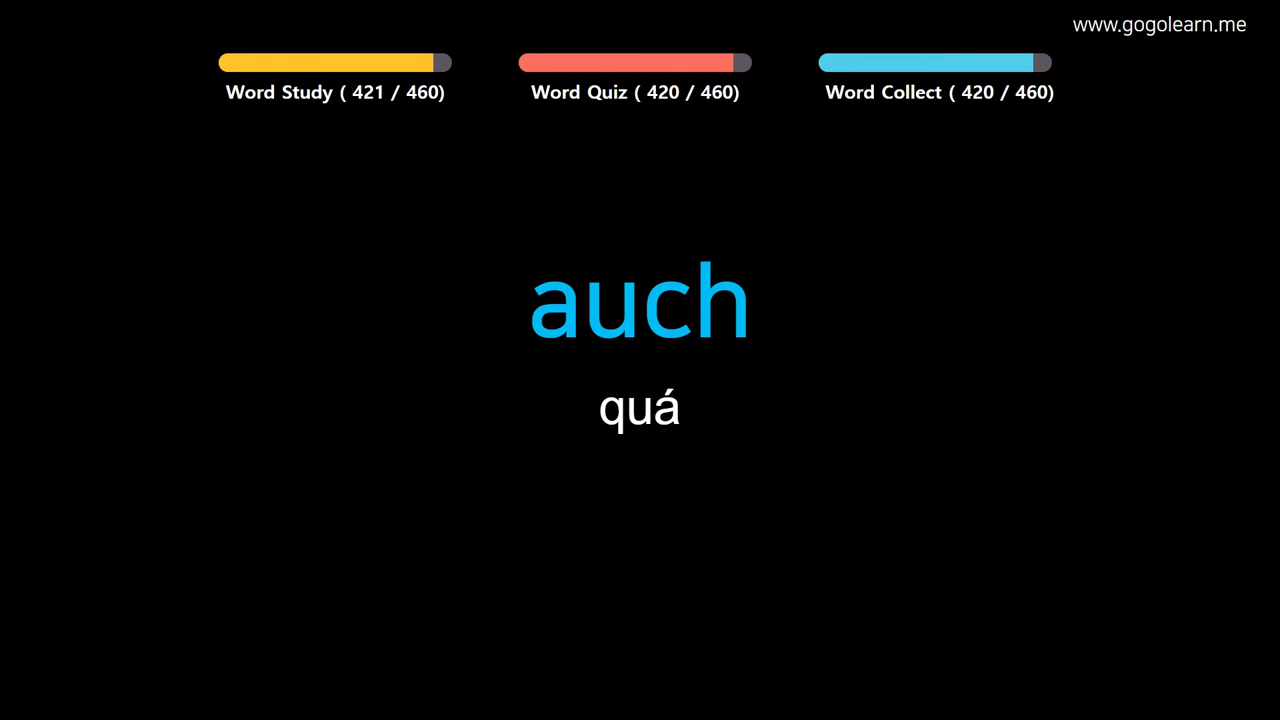 www.gogolearn.me
Word Study ( 421 / 460)
Word Quiz ( 420 / 460)
Word Collect ( 420 / 460)
auch
quá